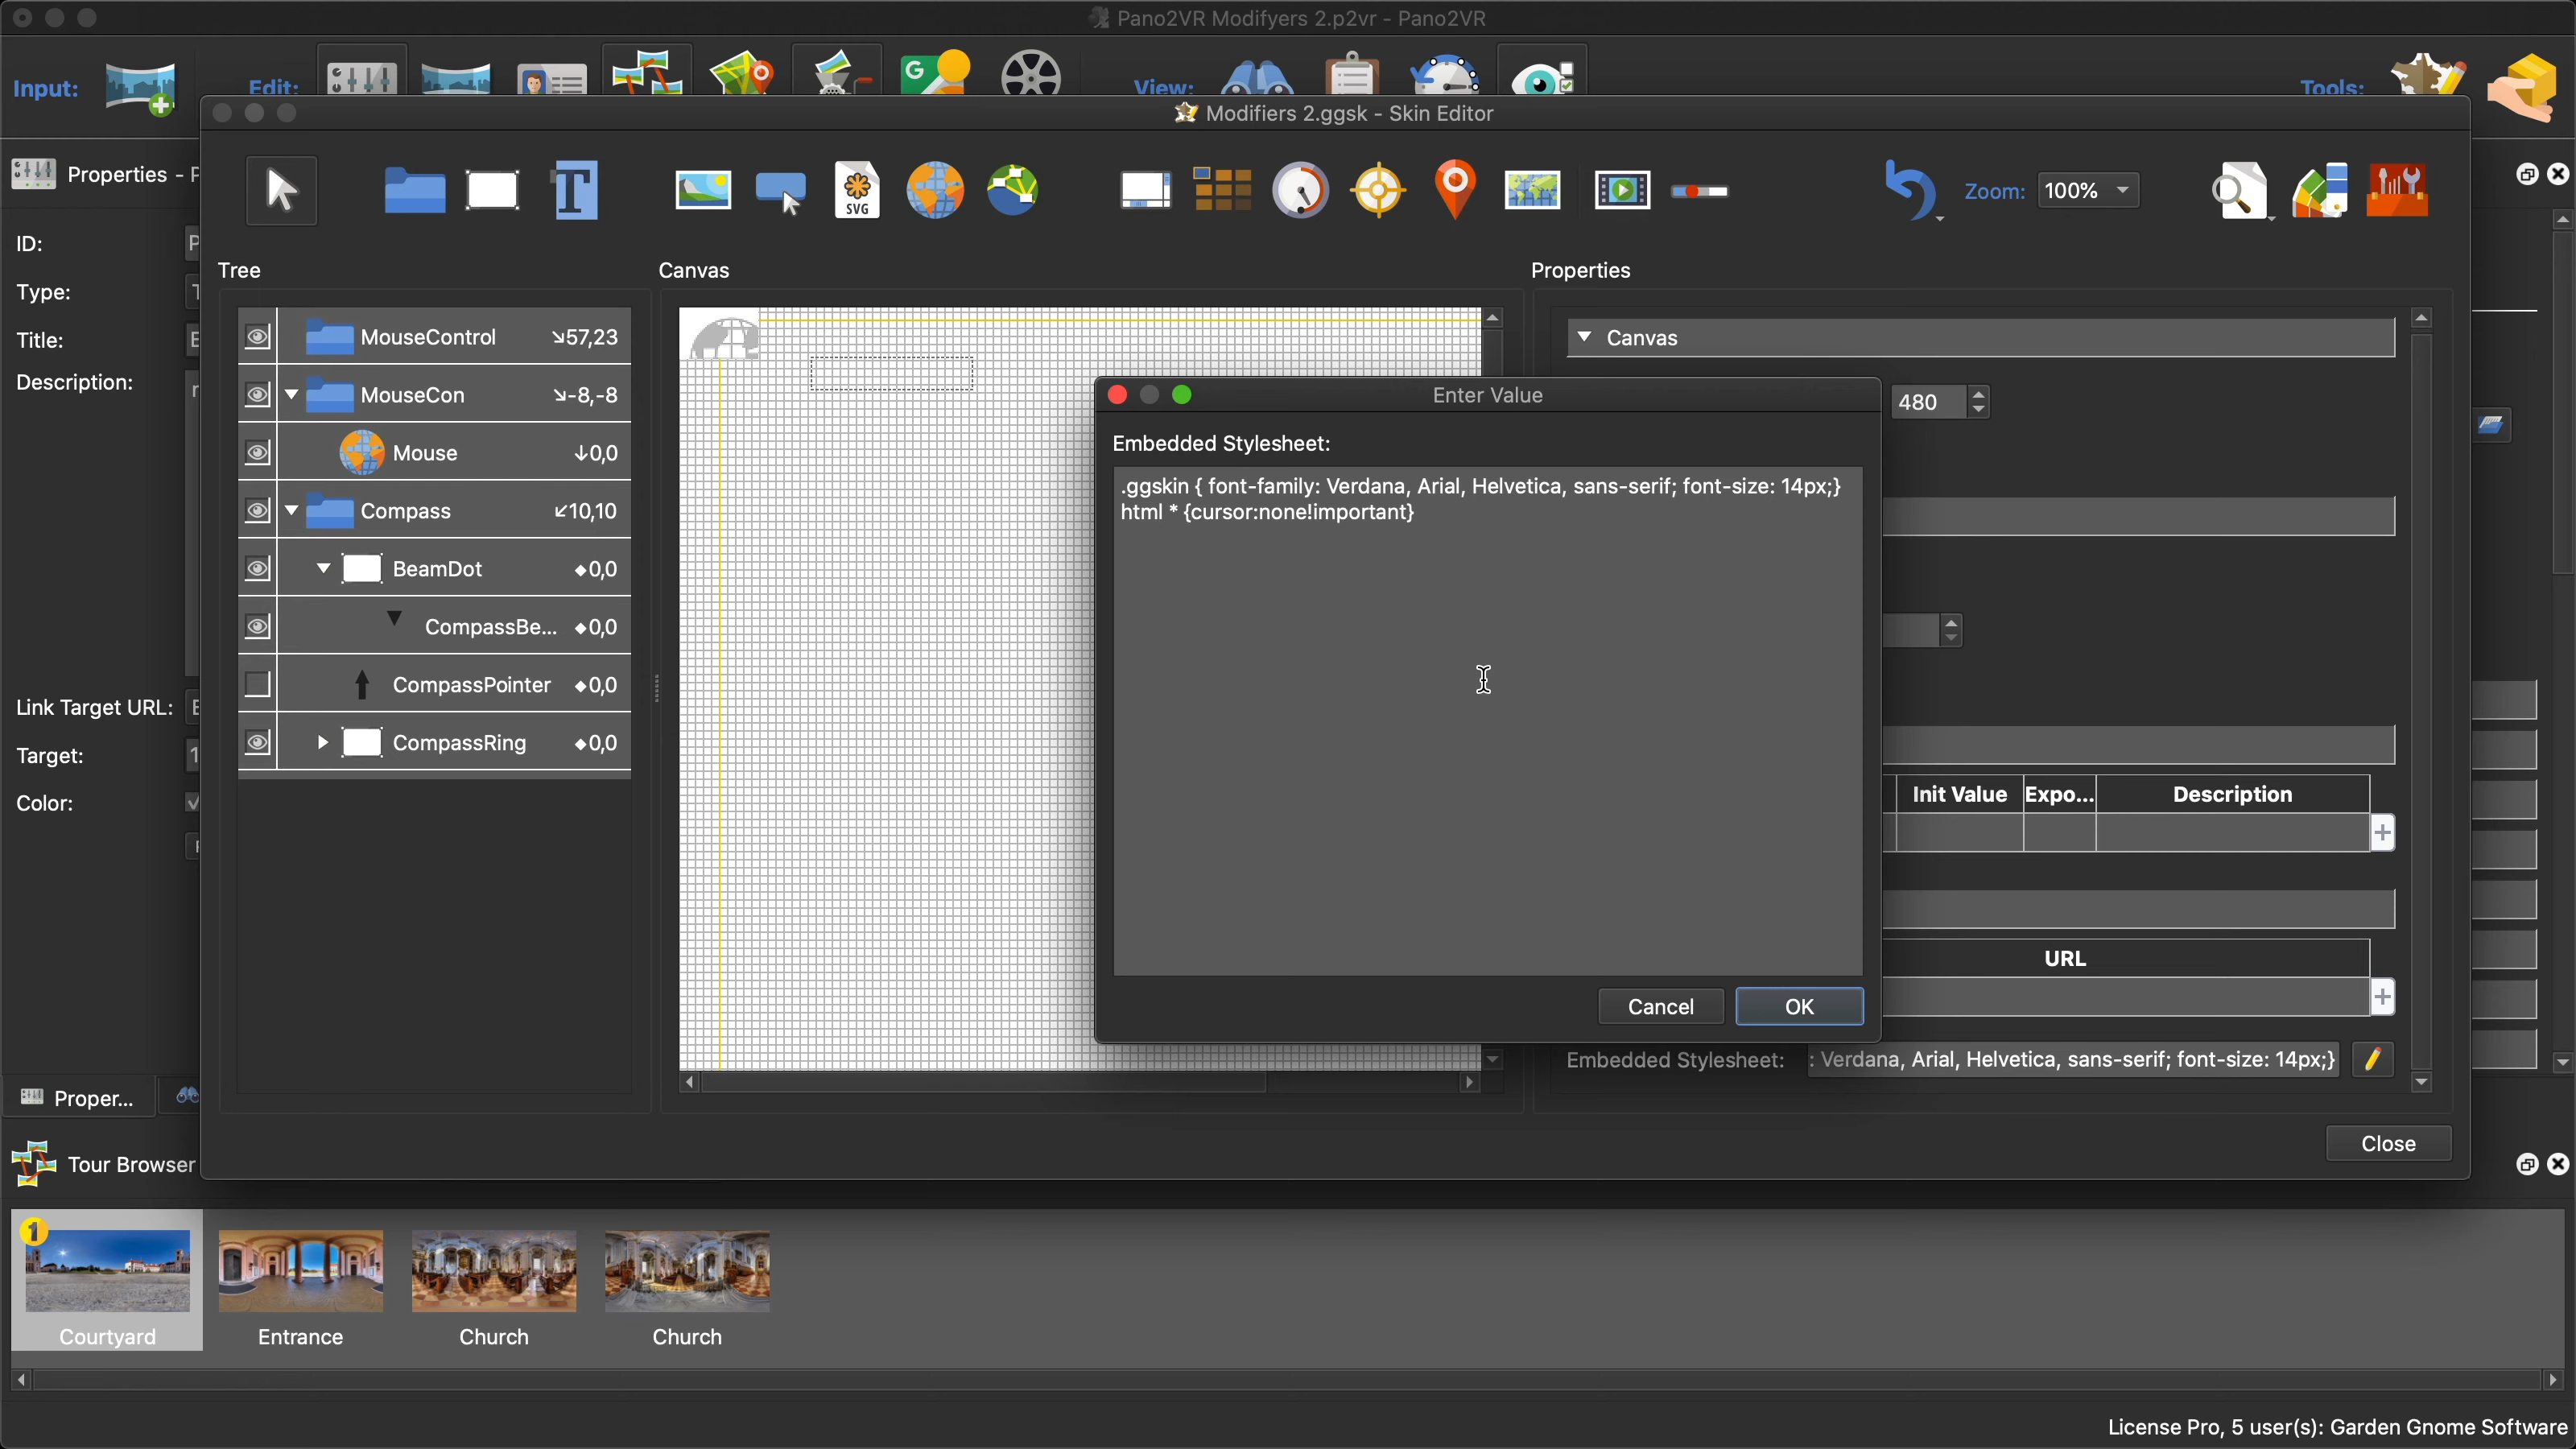 Pano2VR Modifyers 2.p2vr - Pano2VR
Input:
Edit:
View:
Tools:
Modifiers 2.ggsk - Skin Editor
Properties - P
SVG
Zoom: 100%
ID:
Type:
Title:
Description:
Link Target URL:
Target:
Color:
Tree
Canvas
Properties
MouseControl ↘57,23
MouseCon ↘-8,-8
Mouse ↓0,0
Compass ↙10,10
BeamDot ◆0,0
CompassBe... ◆0,0
CompassPointer ◆0,0
CompassRing ◆0,0
Canvas
480
Enter Value
Embedded Stylesheet:
.ggskin { font-family: Verdana, Arial, Helvetica, sans-serif; font-size: 14px;}
html * {cursor:none!important}
Cancel
OK
Init Value Expo... Description
URL
Embedded Stylesheet: : Verdana, Arial, Helvetica, sans-serif; font-size: 14px;}
Close
Proper...
Tour Browser
1
Courtyard
Entrance
Church
Church
License Pro, 5 user(s): Garden Gnome Software